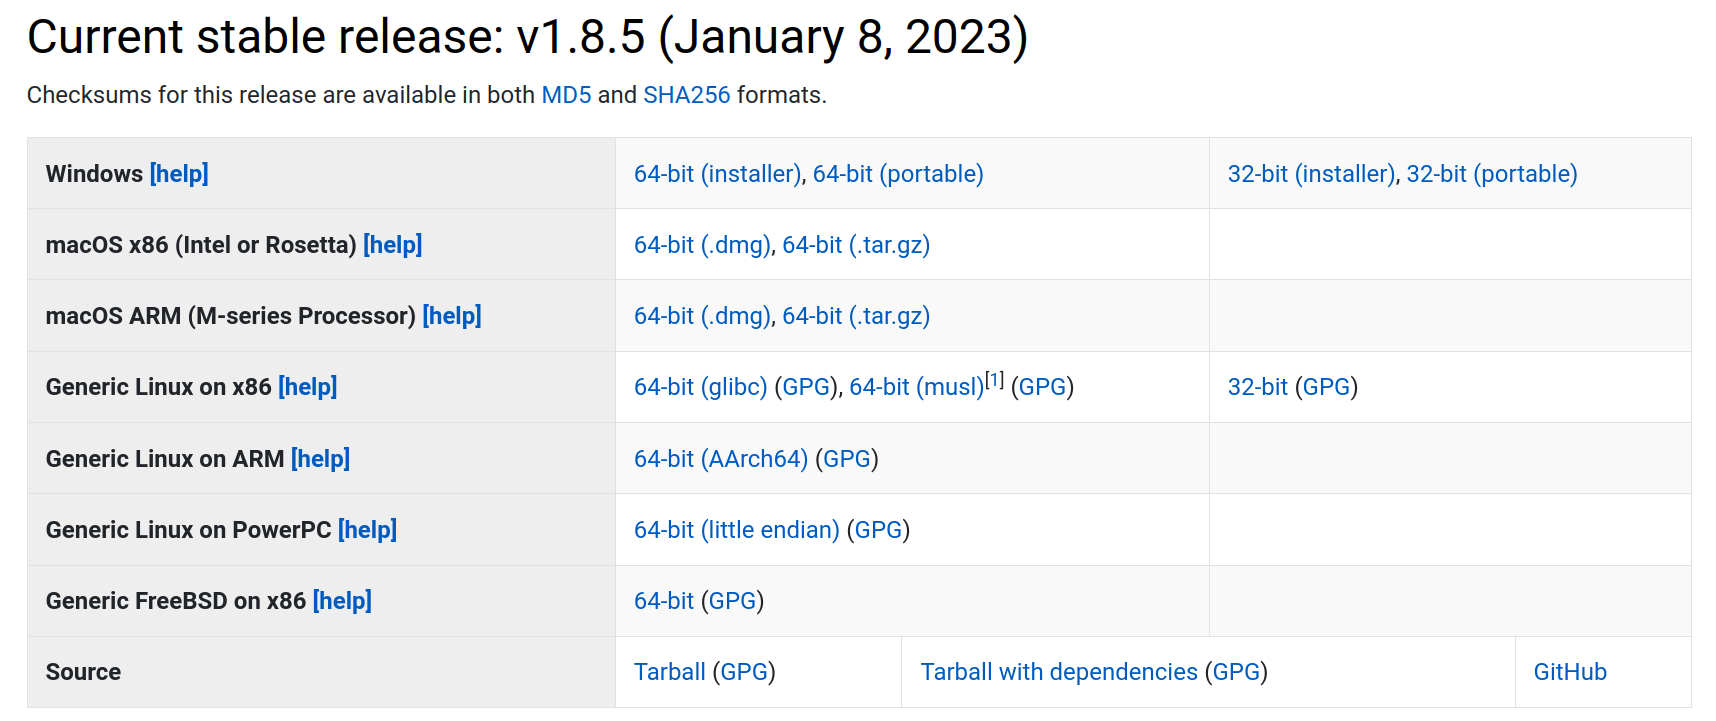 Current stable release: v1.8.5 (January 8, 2023)
Checksums for this release are available in both MD5 and SHA256 formats.
Windows [help] 64-bit (installer), 64-bit (portable) 32-bit (installer), 32-bit (portable)
macOS x86 (Intel or Rosetta) [help] 64-bit (.dmg), 64-bit (.tar.gz)
macOS ARM (M-series Processor) [help] 64-bit (.dmg), 64-bit (.tar.gz)
Generic Linux on x86 [help] 64-bit (glibc) (GPG), 64-bit (musl)[1] (GPG) 32-bit (GPG)
Generic Linux on ARM [help] 64-bit (AArch64) (GPG)
Generic Linux on PowerPC [help] 64-bit (little endian) (GPG)
Generic FreeBSD on x86 [help] 64-bit (GPG)
Source Tarball (GPG) Tarball with dependencies (GPG) GitHub